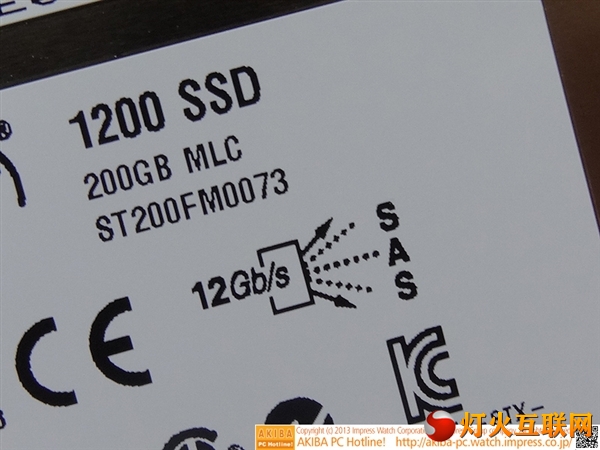 ®
1200 SSD
200GB MLC
ST200FM0073
12Gb/s
S
A
S
CE
KC
AKIBA
PC Hotline!
Copyright (c) 2013 Impress Watch Corporation
AKIBA PC Hotline! http://akiba-pc.watch.impress.co.jp/
灯火互联网